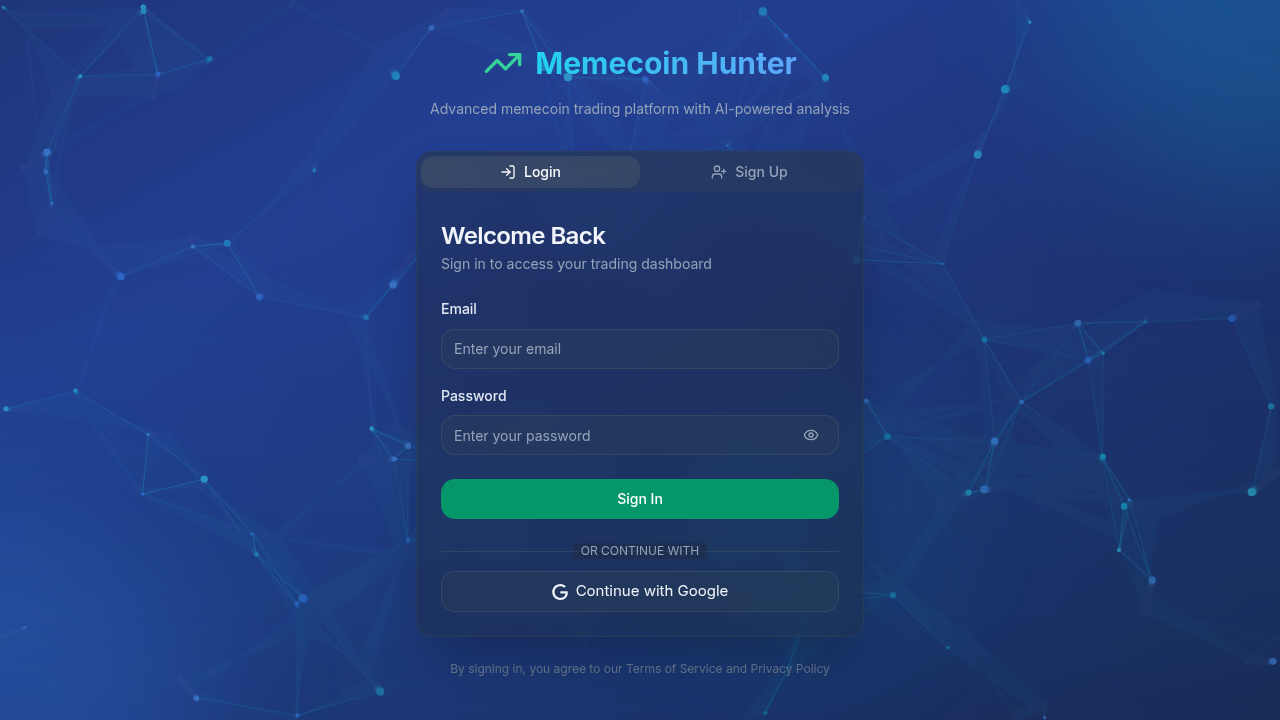 Memecoin Hunter
Advanced memecoin trading platform with AI-powered analysis
Login
Sign Up
Welcome Back
Sign in to access your trading dashboard
Email
Enter your email
Password
Enter your password
Sign In
OR CONTINUE WITH
Continue with Google
By signing in, you agree to our Terms of Service and Privacy Policy